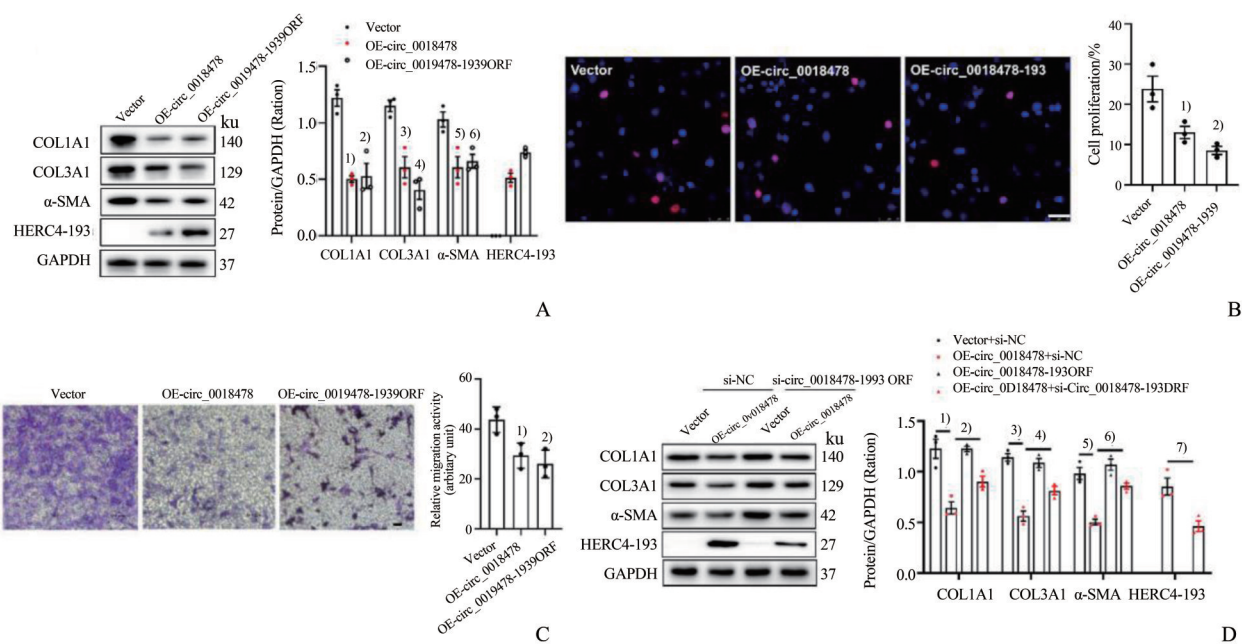 Vector
OE-circ_0018478
OE-circ_0019478-1939ORF
ku
COL1A1
140
COL3A1
129
α-SMA
42
HERC4-193
27
GAPDH
37
Vector
OE-circ_0018478
OE-circ_0019478-1939ORF
Protein/GAPDH (Ration)
1.5
1.0
0.5
0.0
1)
2)
3)
4)
5)
6)
COL1A1
COL3A1
α-SMA
HERC4-193
A
Vector
OE-circ_0018478
OE-circ_0018478-193
Cell proliferation/%
40
30
20
10
0
1)
2)
Vector
OE-circ_0018478
OE-circ_0019478-1939
B
Vector
OE-circ_0018478
OE-circ_0019478-1939ORF
Relative migration activity
(arbitary unit)
60
40
20
0
1)
2)
Vector
OE-circ_0018478
OE-circ_0019478-1939ORF
C
si-NC
si-circ_0018478-1993 ORF
Vector
OE-circ_0v018478
Vector
OE-circ_0018478
ku
COL1A1
140
COL3A1
129
α-SMA
42
HERC4-193
27
GAPDH
37
Vector+si-NC
OE-circ_0018478+si-NC
OE-circ_0018478-193ORF
OE-circ_0D18478+si-Circ_0018478-193DRF
Protein/GAPDH (Ration)
1.5
1.0
0.5
0.0
1)
2)
3)
4)
5)
6)
7)
COL1A1
COL3A1
α-SMA
HERC4-193
D